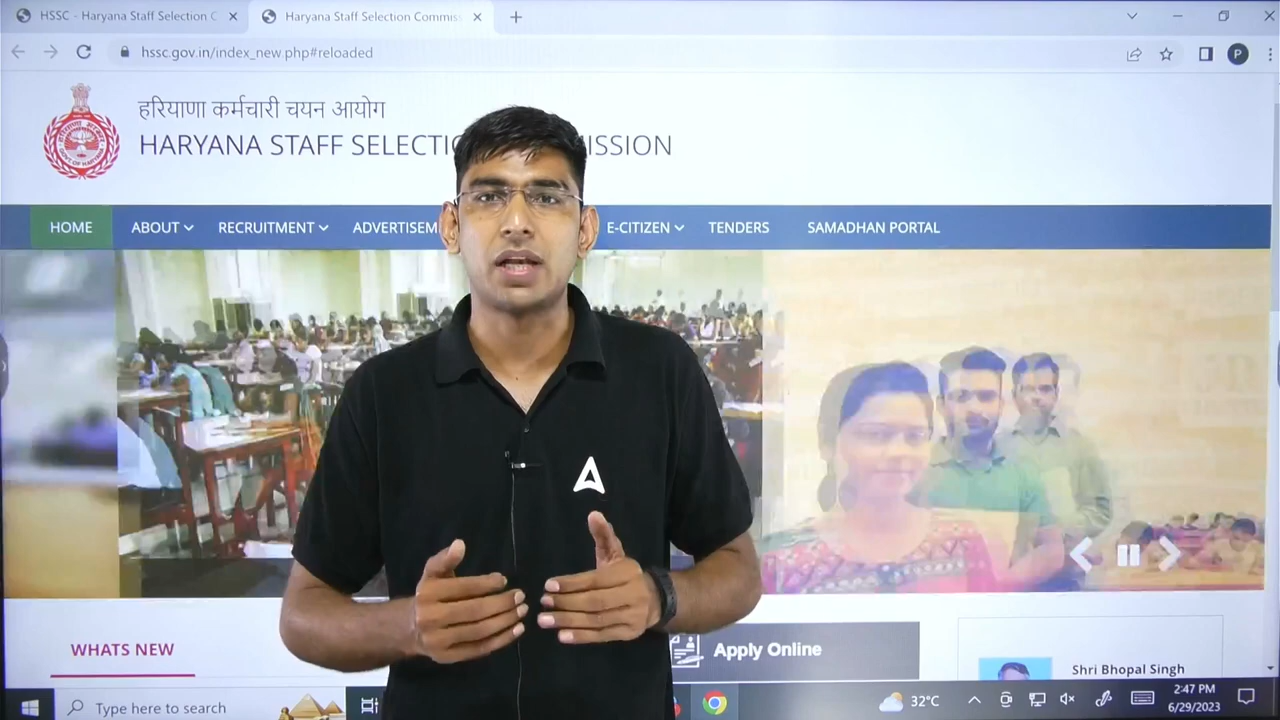 HSSC - Haryana Staff Selection C
Haryana Staff Selection Commis
hssc.gov.in/index_new.php#reloaded
P
हरियाणा कर्मचारी चयन आयोग
HARYANA STAFF SELECTI
ISSION
HOME
ABOUT
RECRUITMENT
ADVERTISEM
E-CITIZEN
TENDERS
SAMADHAN PORTAL
WHATS NEW
Apply Online
Shri Bhopal Singh
Type here to search
32°C
2:47 PM
6/29/2023